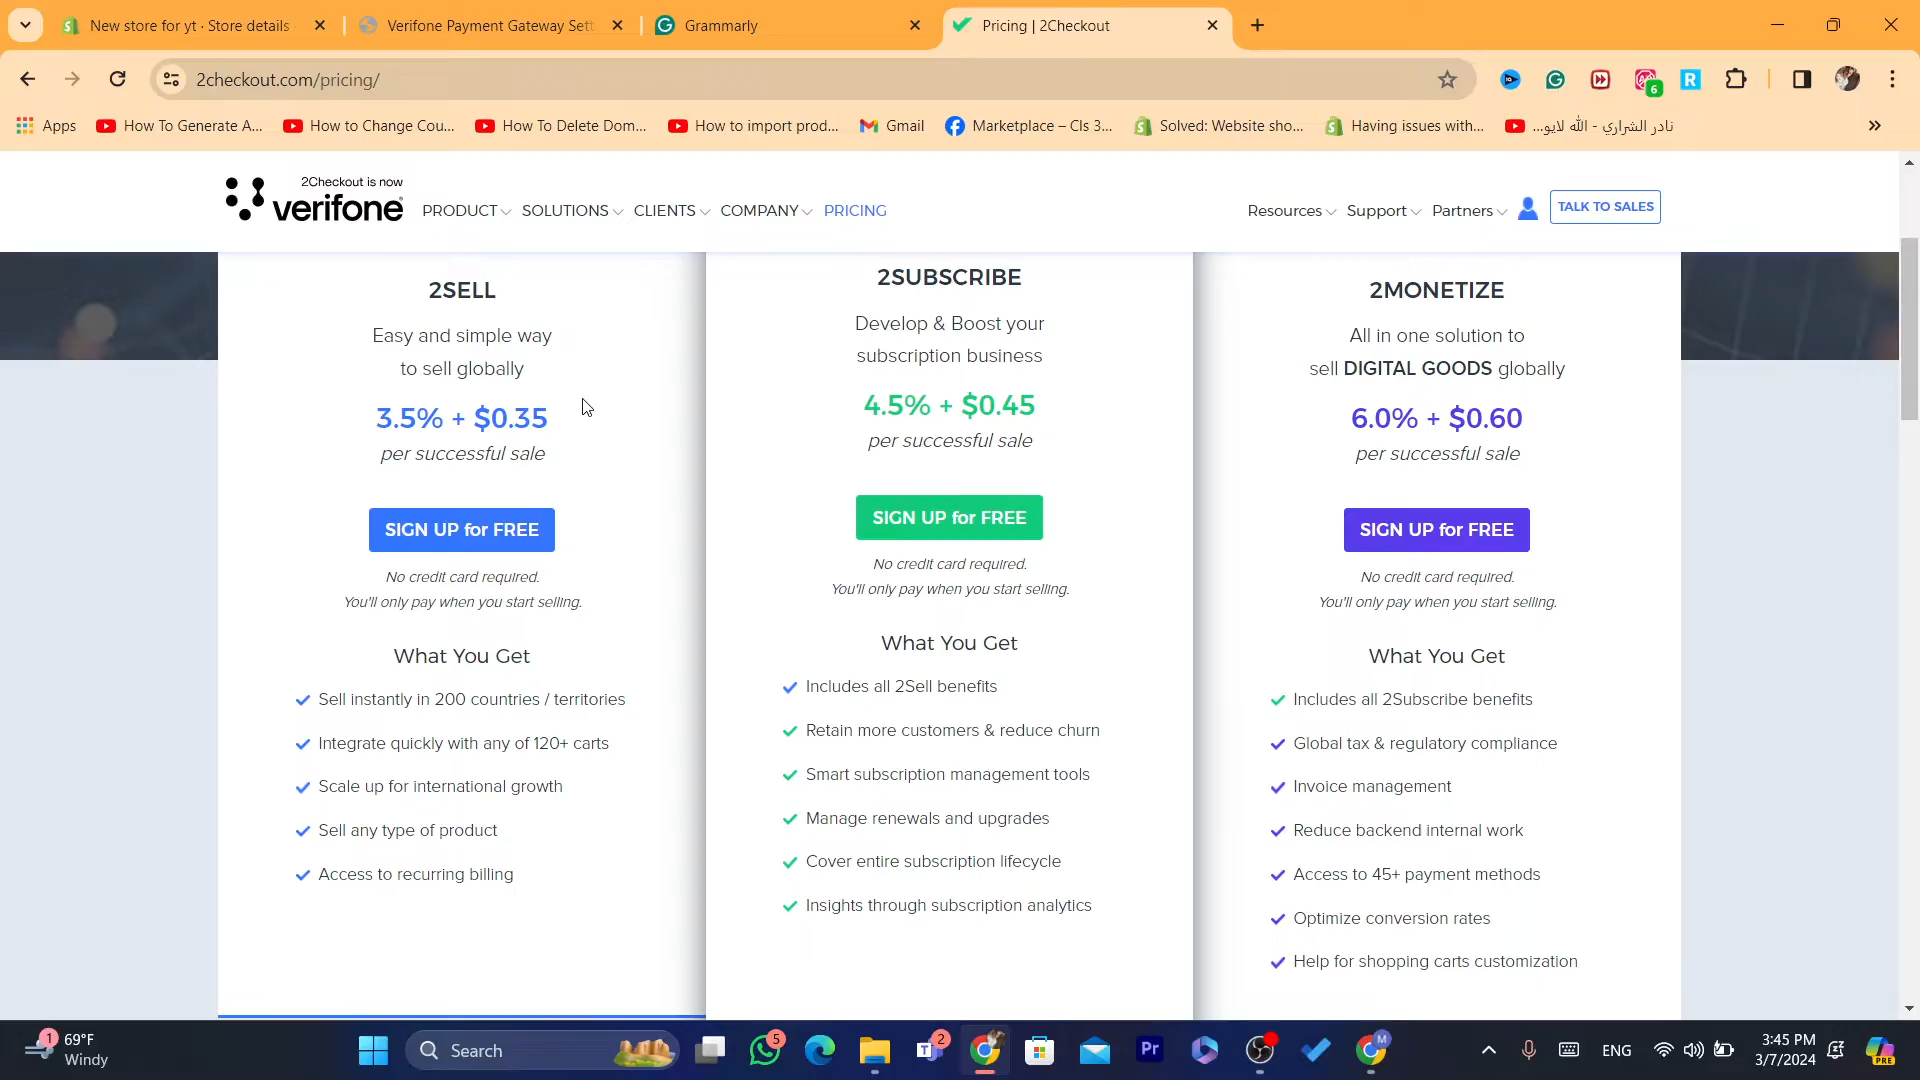 New store for yt · Store details
Verifone Payment Gateway Sett
Grammarly
Pricing | 2Checkout
2checkout.com/pricing/
6
Apps
How To Generate A...
How to Change Cou...
How To Delete Dom...
How to import prod...
Gmail
Marketplace – Cls 3...
Solved: Website sho...
Having issues with...
نادر الشراري - الله لايو...
2Checkout is now
verifone
PRODUCT
SOLUTIONS
CLIENTS
COMPANY
PRICING
Resources
Support
Partners
TALK TO SALES
2SELL
Easy and simple way
to sell globally
3.5% + $0.35
per successful sale
SIGN UP for FREE
No credit card required.
You'll only pay when you start selling.
What You Get
Sell instantly in 200 countries / territories
Integrate quickly with any of 120+ carts
Scale up for international growth
Sell any type of product
Access to recurring billing
2SUBSCRIBE
Develop & Boost your
subscription business
4.5% + $0.45
per successful sale
SIGN UP for FREE
No credit card required.
You'll only pay when you start selling.
What You Get
Includes all 2Sell benefits
Retain more customers & reduce churn
Smart subscription management tools
Manage renewals and upgrades
Cover entire subscription lifecycle
Insights through subscription analytics
2MONETIZE
All in one solution to
sell DIGITAL GOODS globally
6.0% + $0.60
per successful sale
SIGN UP for FREE
No credit card required.
You'll only pay when you start selling.
What You Get
Includes all 2Subscribe benefits
Global tax & regulatory compliance
Invoice management
Reduce backend internal work
Access to 45+ payment methods
Optimize conversion rates
Help for shopping carts customization
1
69°F
Windy
Search
5
2
Pr
M
ENG
3:45 PM
3/7/2024
PRE